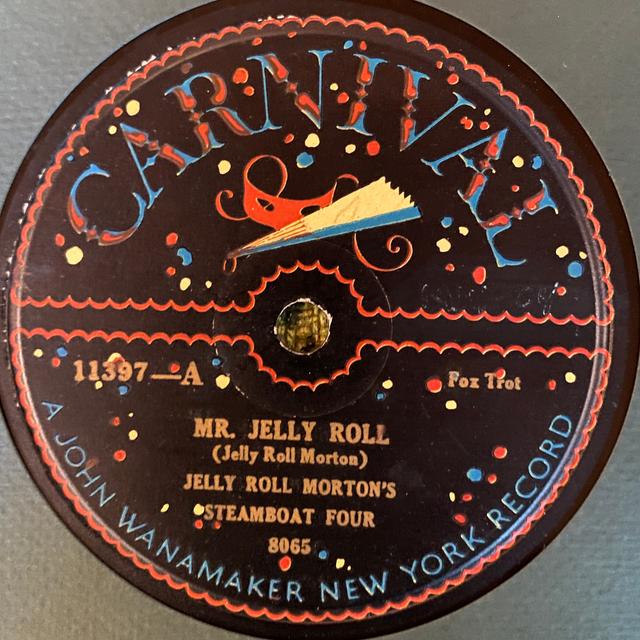 CARNIVAL
11397—A
Fox Trot
MR. JELLY ROLL
(Jelly Roll Morton)
JELLY ROLL MORTON'S
STEAMBOAT FOUR
8065
A JOHN WANAMAKER NEW YORK RECORD